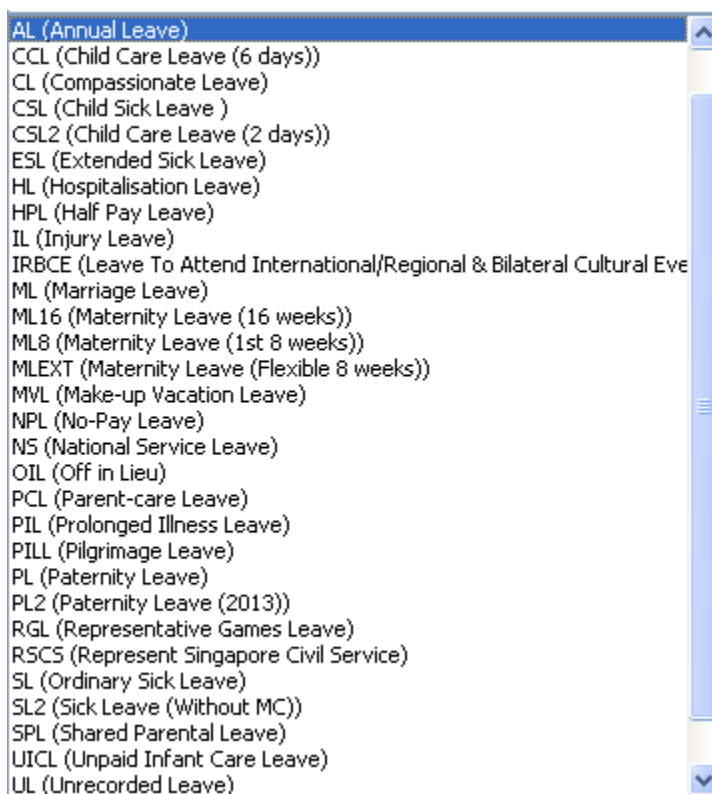 AL (Annual Leave)
CCL (Child Care Leave (6 days))
CL (Compassionate Leave)
CSL (Child Sick Leave )
CSL2 (Child Care Leave (2 days))
ESL (Extended Sick Leave)
HL (Hospitalisation Leave)
HPL (Half Pay Leave)
IL (Injury Leave)
IRBCE (Leave To Attend International/Regional & Bilateral Cultural Eve
ML (Marriage Leave)
ML16 (Maternity Leave (16 weeks))
ML8 (Maternity Leave (1st 8 weeks))
MLEXT (Maternity Leave (Flexible 8 weeks))
MVL (Make-up Vacation Leave)
NPL (No-Pay Leave)
NS (National Service Leave)
OIL (Off in Lieu)
PCL (Parent-care Leave)
PIL (Prolonged Illness Leave)
PILL (Pilgrimage Leave)
PL (Paternity Leave)
PL2 (Paternity Leave (2013))
RGL (Representative Games Leave)
RSCS (Represent Singapore Civil Service)
SL (Ordinary Sick Leave)
SL2 (Sick Leave (Without MC))
SPL (Shared Parental Leave)
UICL (Unpaid Infant Care Leave)
UL (Unrecorded Leave)